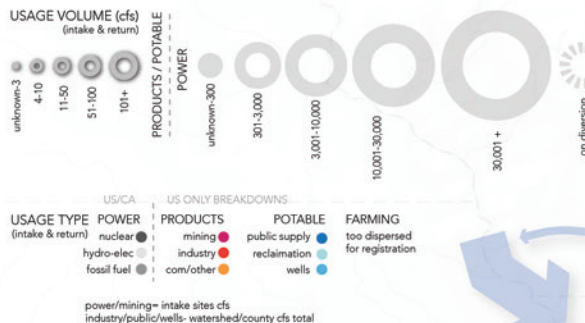 USAGE VOLUME (cfs)
(intake & return)
unknown-3
4-10
11-50
51-100
101+
PRODUCTS / POTABLE
POWER
unknown-300
301-3,000
3,001-10,000
10,001-30,000
30,001 +
on diversion
US/CA
US ONLY BREAKDOWNS
USAGE TYPE
(intake & return)
POWER
nuclear
hydro-elec
fossil fuel
PRODUCTS
mining
industry
com/other
POTABLE
public supply
reclaimation
wells
FARMING
too dispersed
for registration
power/mining= intake sites cfs
industry/public/wells- watershed/county cfs total